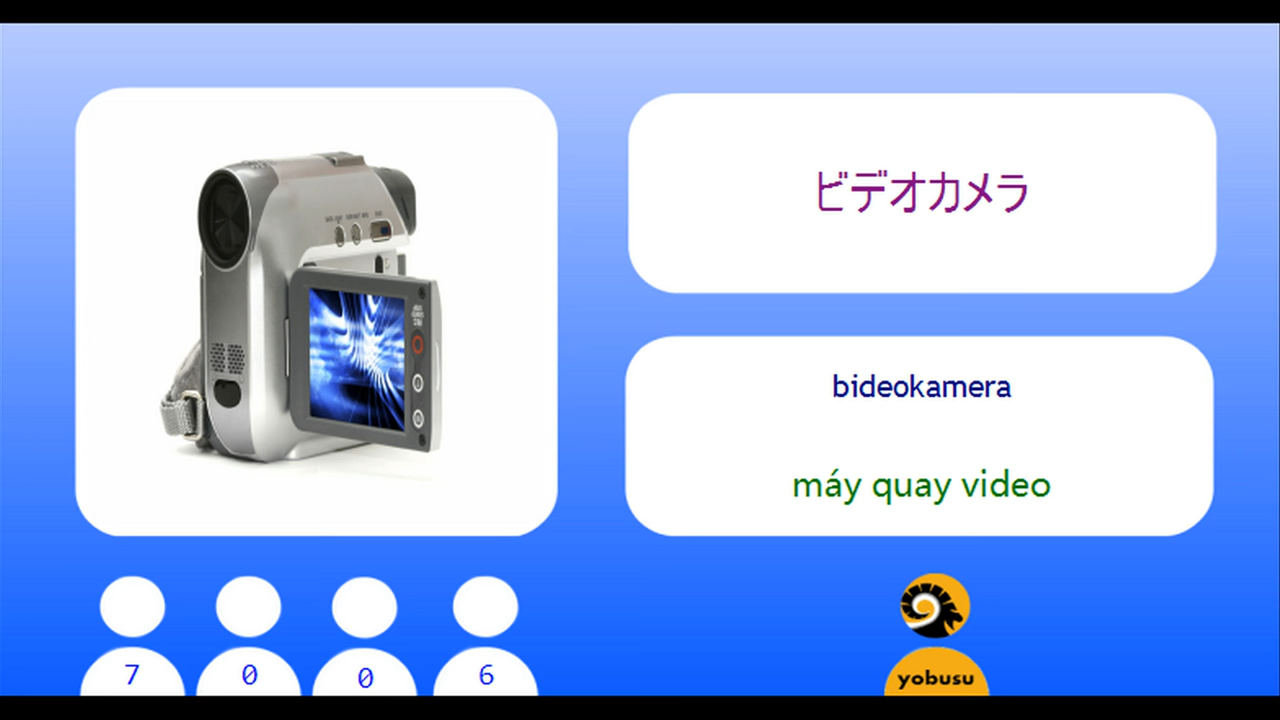 ビデオカメラ
bideokamera
máy quay video
7 0 0 6
yobusu